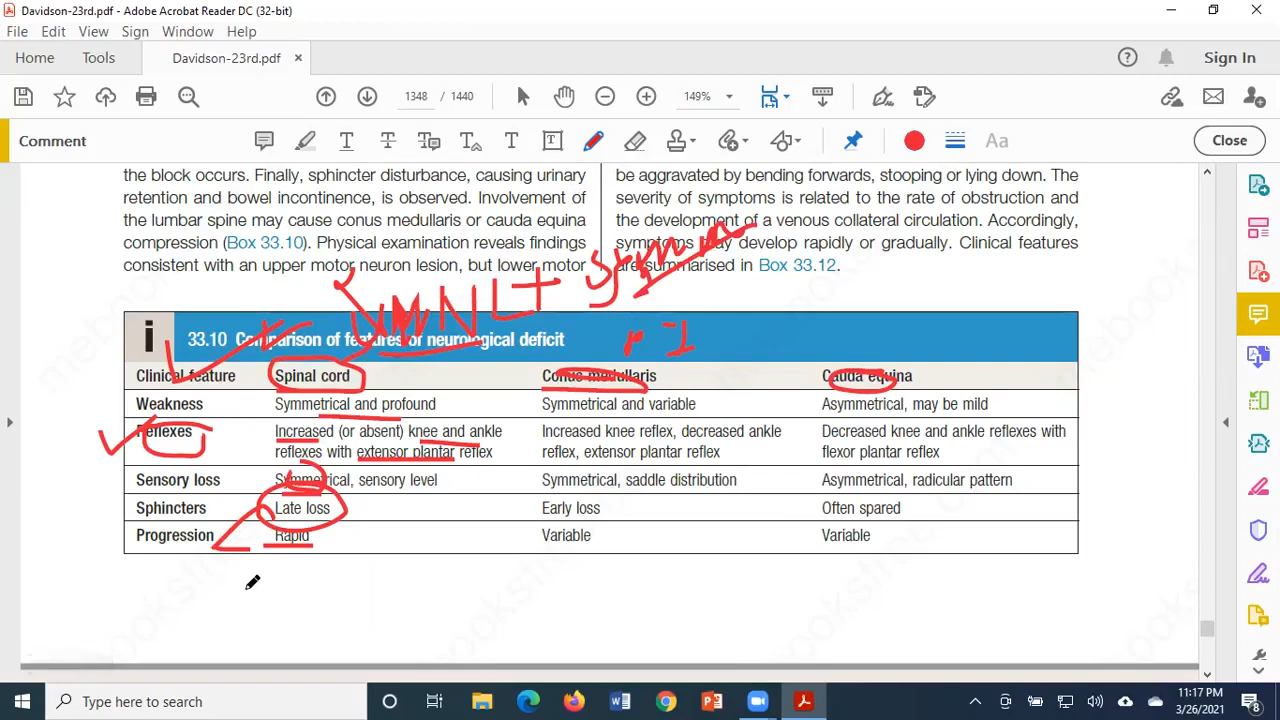 Davidson-23rd.pdf - Adobe Acrobat Reader DC (32-bit)
File Edit View Sign Window Help
Home Tools Davidson-23rd.pdf × Sign In
1348 / 1440 149%
Comment Aa Close
the block occurs. Finally, sphincter disturbance, causing urinary
retention and bowel incontinence, is observed. Involvement of
the lumbar spine may cause conus medullaris or cauda equina
compression (Box 33.10). Physical examination reveals findings
consistent with an upper motor neuron lesion, but lower motor
be aggravated by bending forwards, stooping or lying down. The
severity of symptoms is related to the rate of obstruction and
the development of a venous collateral circulation. Accordingly,
symptoms may develop rapidly or gradually. Clinical features
are summarised in Box 33.12.
UMNL +
i 33.10 Comparison of features of neurological deficit
Clinical feature Spinal cord Conus medullaris Cauda equina
Weakness Symmetrical and profound Symmetrical and variable Asymmetrical, may be mild
Reflexes Increased (or absent) knee and ankle reflexes with extensor plantar reflex Increased knee reflex, decreased ankle reflex, extensor plantar reflex Decreased knee and ankle reflexes with flexor plantar reflex
Sensory loss Symmetrical, sensory level Symmetrical, saddle distribution Asymmetrical, radicular pattern
Sphincters Late loss Early loss Often spared
Progression Rapid Variable Variable
Type here to search
11:17 PM
3/26/2021
8